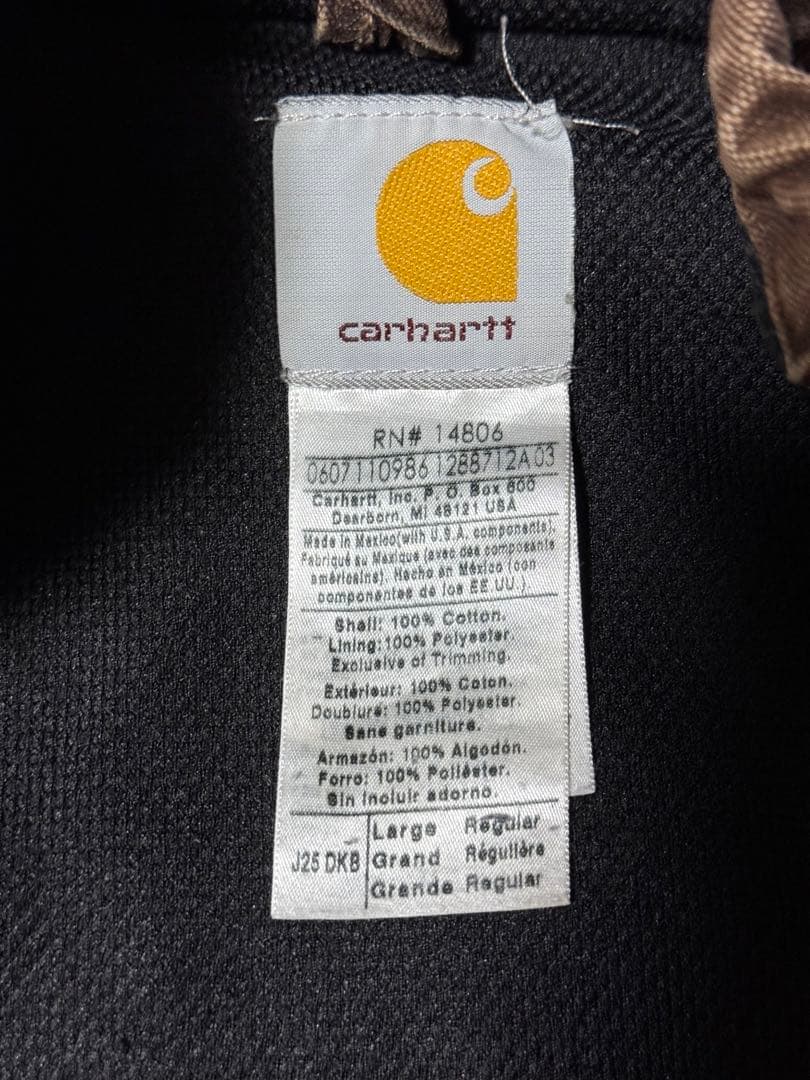 carhartt
RN# 14806
0607110986 1288712A 03
Carhartt, Inc. P. O. Box 600
Dearborn, MI 48121 USA
Made in Mexico(with U.S.A. components).
Fabriqué au Mexique (avec des composants
américains). Hecho en México (con
componentes de los EE.UU.)
Shell: 100% Cotton.
Lining:100% Polyester.
Exclusive of Trimming.
Extérieur: 100% Coton.
Doublure: 100% Polyester.
Sans garniture.
Armazón: 100% Algodón.
Forro: 100% Poliéster.
Sin incluir adorno.
J25 DKB
Large Regular
Grand Régulière
Grande Regular